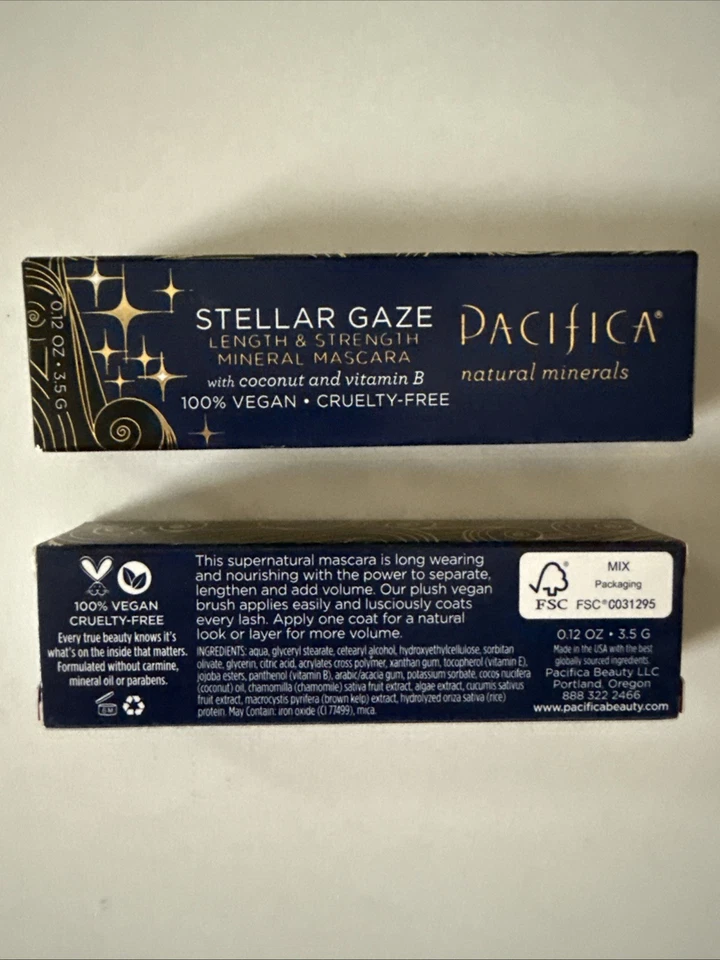 0.12 OZ • 3.5 G
STELLAR GAZE
LENGTH & STRENGTH
MINERAL MASCARA
with coconut and vitamin B
100% VEGAN • CRUELTY-FREE
PACIFICA®
natural minerals
100% VEGAN
CRUELTY-FREE
Every true beauty knows it's
what's on the inside that matters.
Formulated without carmine,
mineral oil or parabens.
This supernatural mascara is long wearing
and nourishing with the power to separate,
lengthen and add volume. Our plush vegan
brush applies easily and lusciously coats
every lash. Apply one coat for a natural
look or layer for more volume.
INGREDIENTS: aqua, glyceryl stearate, cetearyl alcohol, hydroxyethylcellulose, sorbitan
olivate, glycerin, citric acid, acrylates cross polymer, xanthan gum, tocopherol (vitamin E),
jojoba esters, panthenol (vitamin B), arabic/acacia gum, potassium sorbate, cocos nucifera
(coconut) oil, chamomilla (chamomile) sativa fruit extract, algae extract, cucumis sativus
fruit extract, macrocystis pyrifera (brown kelp) extract, hydrolyzed oriza sativa (rice)
protein. May Contain: iron oxide (CI 77499), mica.
MIX
Packaging
FSC FSC® C031295
0.12 OZ • 3.5 G
Made in the USA with the best
globally sourced ingredients.
Pacifica Beauty LLC
Portland, Oregon
888 322 2466
www.pacificabeauty.com